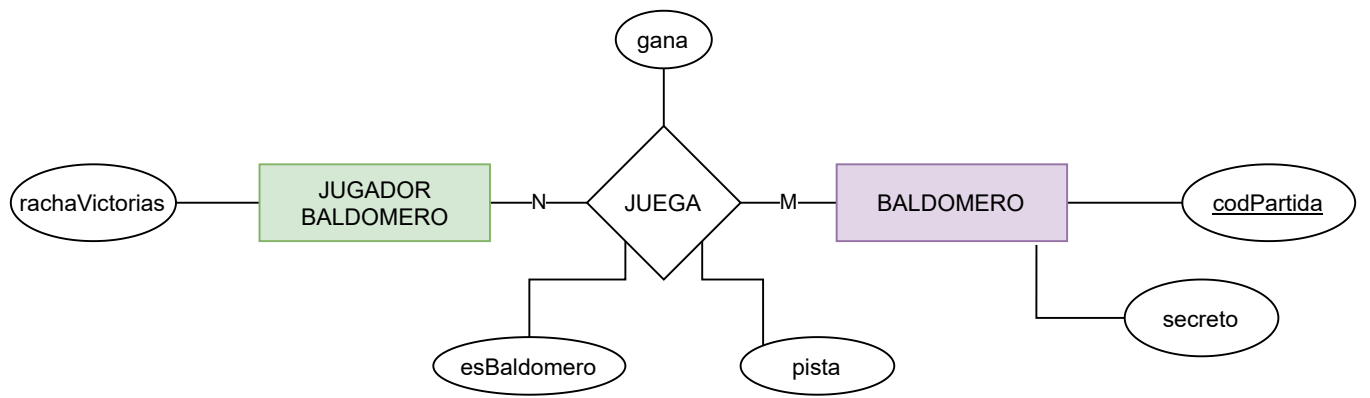 gana
rachaVictorias
JUGADOR
BALDOMERO
N
JUEGA
M
BALDOMERO
codPartida
secreto
esBaldomero
pista